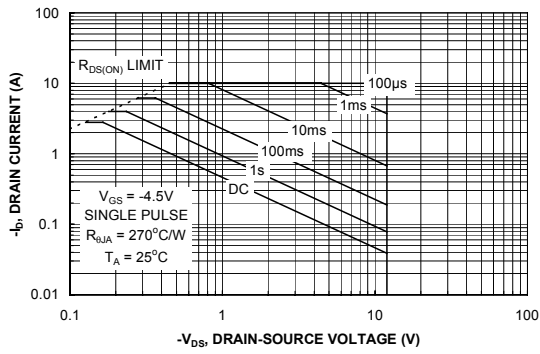 100
10
1
0.1
0.01
-I_D, DRAIN CURRENT (A)
R_DS(ON) LIMIT
100µs
1ms
10ms
100ms
1s
DC
V_GS = -4.5V
SINGLE PULSE
R_θJA = 270°C/W
T_A = 25°C
0.1
1
10
100
-V_DS, DRAIN-SOURCE VOLTAGE (V)